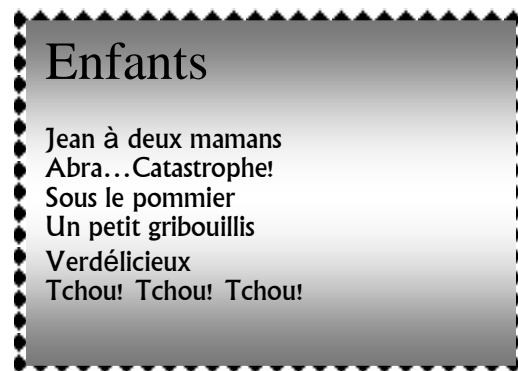 Enfants
Jean à deux mamans
Abra...Catastrophe!
Sous le pommier
Un petit gribouillis
Verdélicieux
Tchou! Tchou! Tchou!